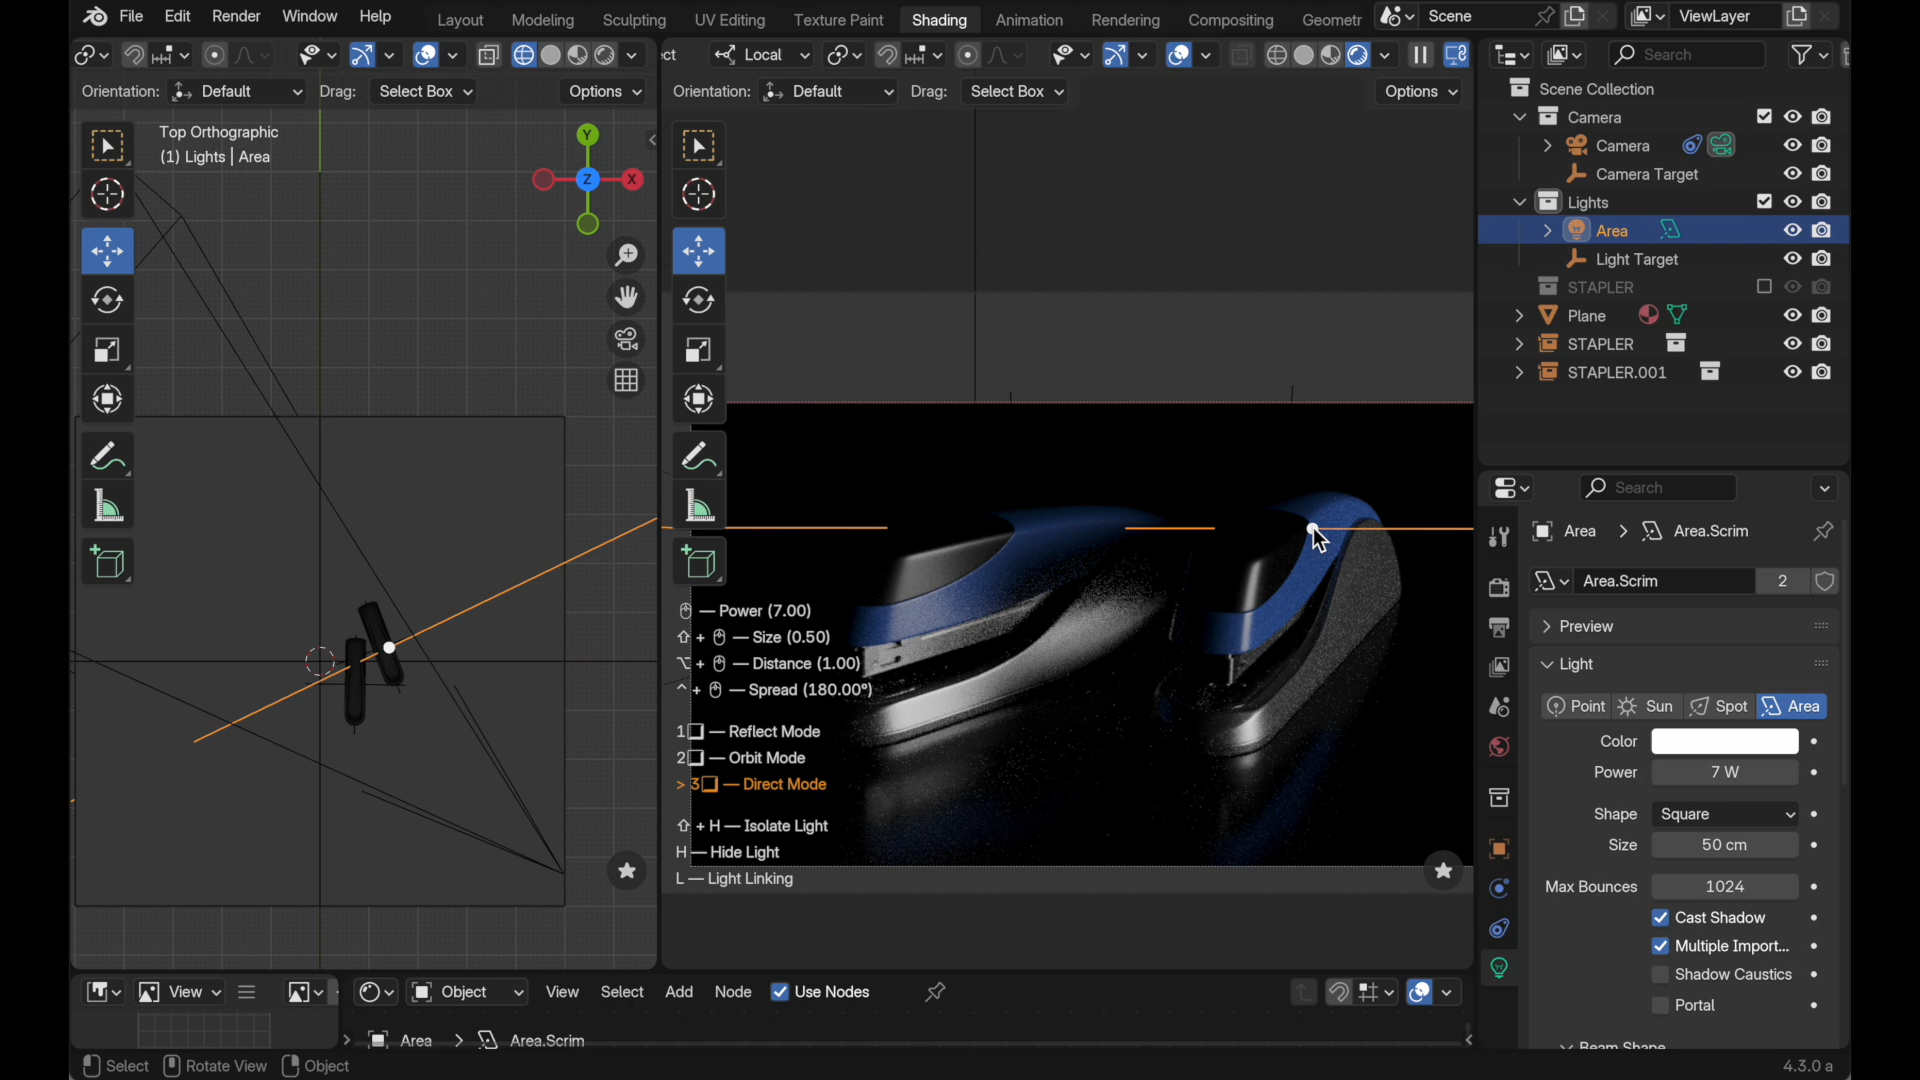 File Edit Render Window Help
Layout Modeling Sculpting UV Editing Texture Paint Shading Animation Rendering Compositing Geometr
Scene
ViewLayer
ect
Local
Search
Orientation: Default Drag: Select Box Options
Orientation: Default Drag: Select Box Options
Top Orthographic
(1) Lights | Area
Y
Z
X
— Power (7.00)
+ — Size (0.50)
+ — Distance (1.00)
^ + — Spread (180.00°)
1 — Reflect Mode
2 — Orbit Mode
> 3 — Direct Mode
+ H — Isolate Light
H — Hide Light
L — Light Linking
Scene Collection
Camera
Camera
Camera Target
Lights
Area
Light Target
STAPLER
Plane
STAPLER
STAPLER.001
Search
Area > Area.Scrim
Area.Scrim 2
Preview
Light
Point Sun Spot Area
Color
Power 7 W
Shape Square
Size 50 cm
Max Bounces 1024
Cast Shadow
Multiple Import...
Shadow Caustics
Portal
Beam Shape
View
Object View Select Add Node Use Nodes
Area > Area.Scrim
Select Rotate View Object
4.3.0 a